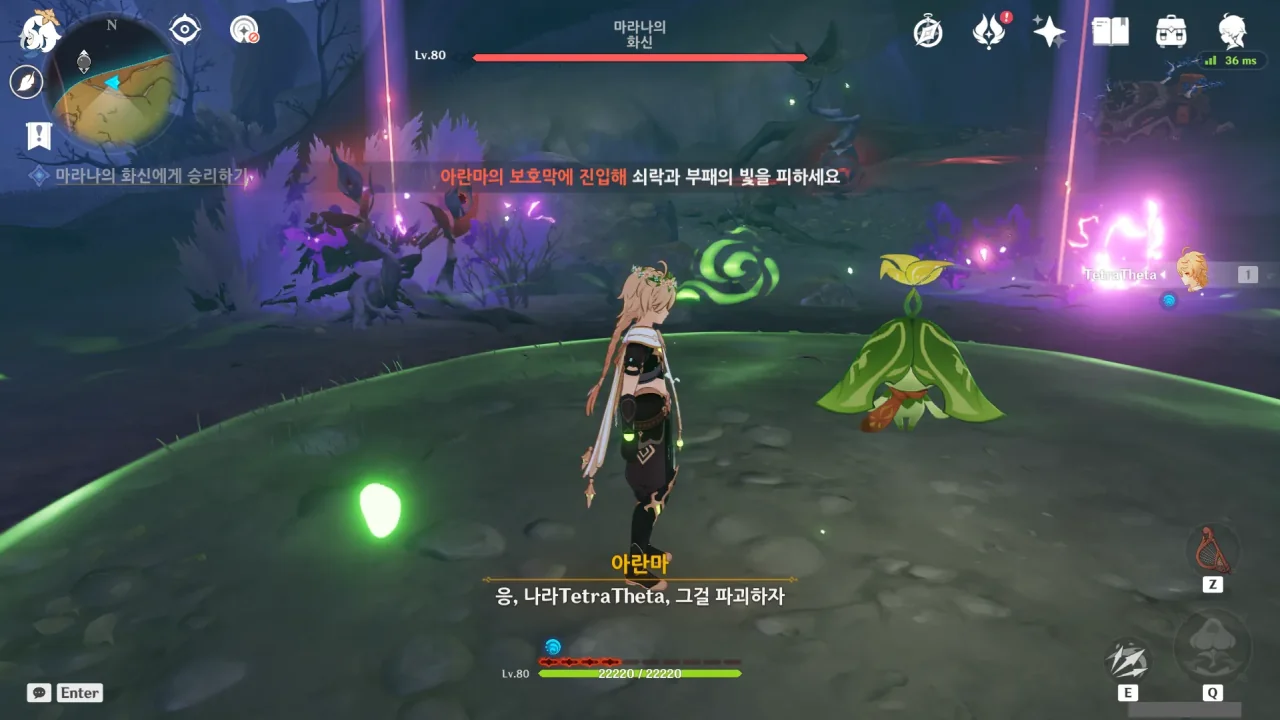 N
마라나의
화신
Lv.80
36 ms
마라나의 화신에게 승리하기
아란마의 보호막에 진입해 쇠락과 부패의 빛을 피하세요
TetraTheta
1
아란마
응, 나라TetraTheta, 그걸 파괴하자
Z
Lv.80
22220 / 22220
E
Q
Enter